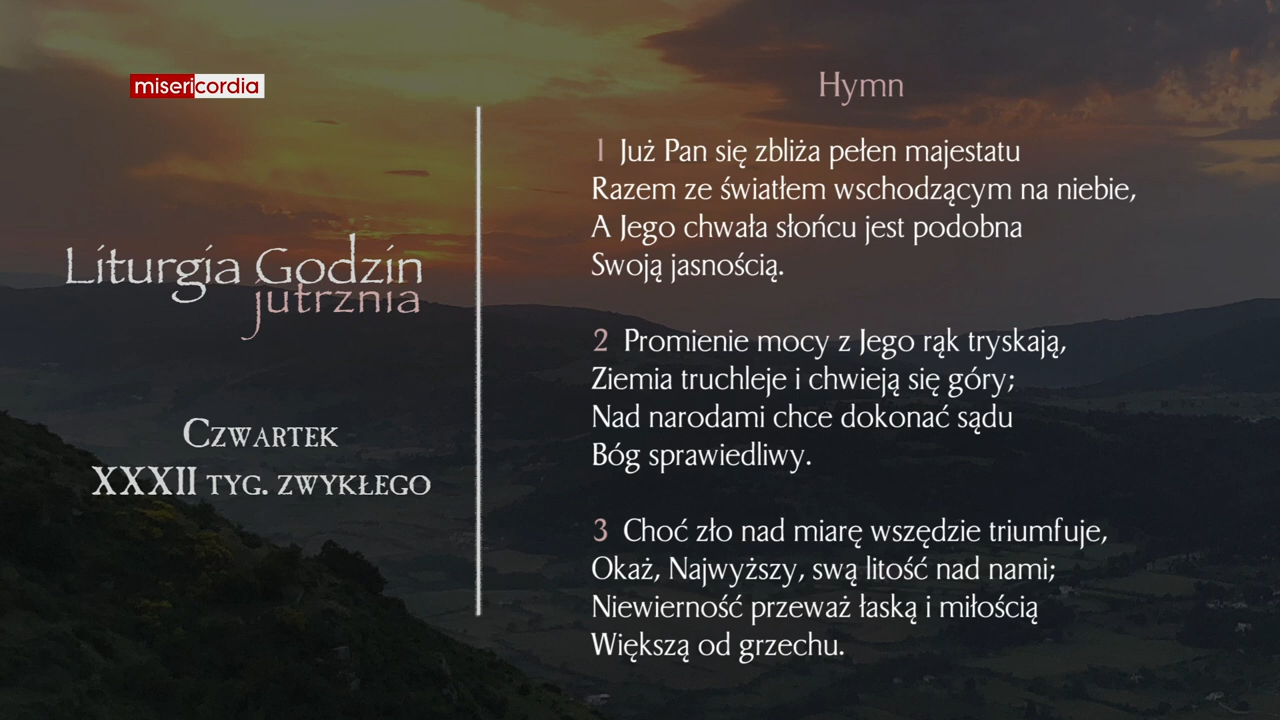 misericordia
Liturgia Godzin
jutrznia
Czwartek
XXXII tyg. zwykłego
Hymn
1 Już Pan się zbliża pełen majestatu
Razem ze światłem wschodzącym na niebie,
A Jego chwała słońcu jest podobna
Swoją jasnością.
2 Promienie mocy z Jego rąk tryskają,
Ziemia truchleje i chwieją się góry;
Nad narodami chce dokonać sądu
Bóg sprawiedliwy.
3 Choć zło nad miarę wszędzie triumfuje,
Okaż, Najwyższy, swą litość nad nami;
Niewierność przeważ łaską i miłością
Większą od grzechu.